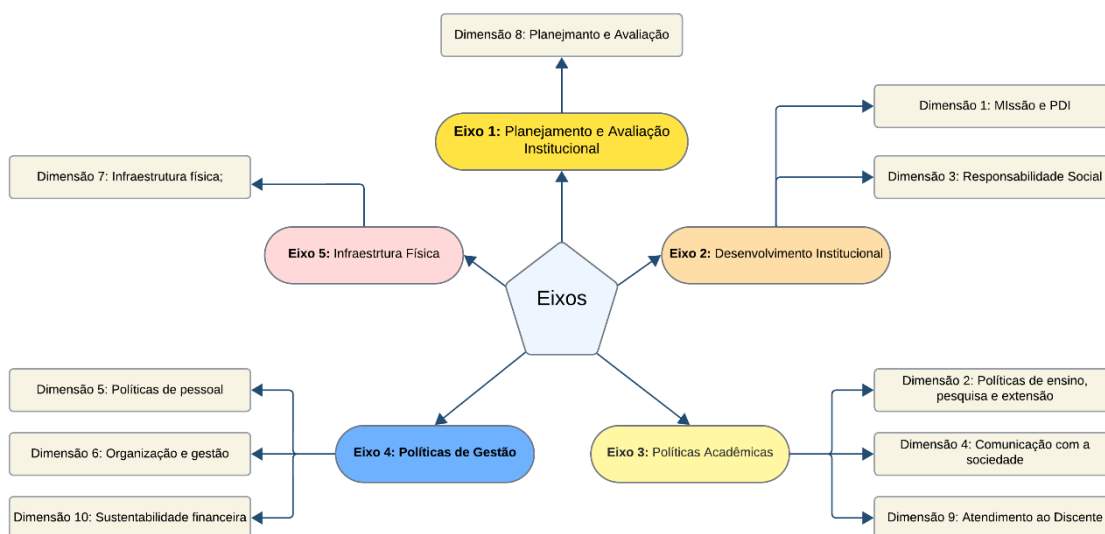 Dimensão 8: Planejmanto e Avaliação
Dimensão 1: MIssão e PDI
Eixo 1: Planejamento e Avaliação
Institucional
Dimensão 7: Infraestrutura física;
Dimensão 3: Responsabilidade Social
Eixo 5: Infraestrtura Física
Eixo 2: Desenvolvimento Institucional
Eixos
Dimensão 5: Políticas de pessoal
Dimensão 2: Políticas de ensino,
pesquisa e extensão
Dimensão 6: Organização e gestão
Eixo 4: Políticas de Gestão
Eixo 3: Políticas Acadêmicas
Dimensão 4: Comunicação com a
sociedade
Dimensão 10: Sustentabilidade financeira
Dimensão 9: Atendimento ao Discente